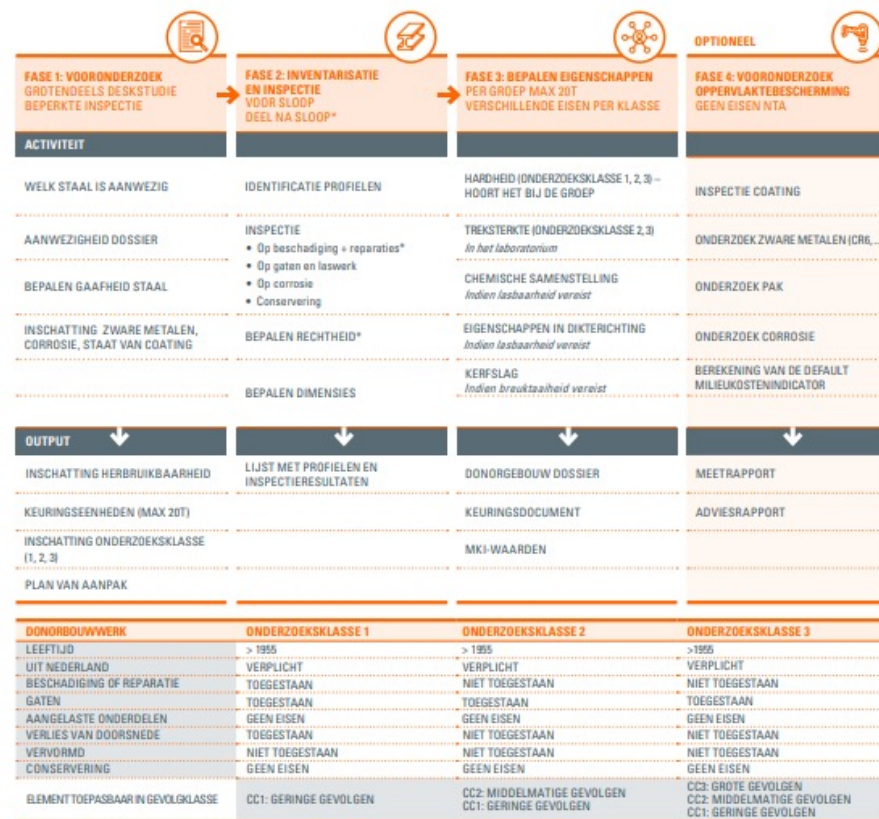 OPTIONEEL
FASE 1: VOORONDERZOEK
GROTENDEELS DESKSTUDIE
BEPERKTE INSPECTIE
FASE 2: INVENTARISATIE
EN INSPECTIE
VOOR SLOOP
DEEL NA SLOOP*
FASE 3: BEPALEN EIGENSCHAPPEN
PER GROEP MAX 20T
VERSCHILLENDE EISEN PER KLASSE
FASE 4: VOORONDERZOEK
OPPERVLAKTEBESCHERMING
GEEN EISEN NTA
ACTIVITEIT
WELK STAAL IS AANWEZIG
AANWEZIGHEID DOSSIER
BEPALEN GAAFHEID STAAL
INSCHATTING ZWARE METALEN,
CORROSIE, STAAT VAN COATING
IDENTIFICATIE PROFIELEN
INSPECTIE
• Op beschadiging + reparaties*
• Op gaten en laswerk
• Op corrosie
• Conservering
BEPALEN RECHTHEID*
BEPALEN DIMENSIES
HARDHEID (ONDERZOEKSKLASSE 1, 2, 3) –
HOORT HET BIJ DE GROEP
TREKSTERKTE (ONDERZOEKSKLASSE 2, 3)
In het laboratorium
CHEMISCHE SAMENSTELLING
Indien lasbaarheid vereist
EIGENSCHAPPEN IN DIKTERICHTING
Indien lasbaarheid vereist
KERFSLAG
Indien breuktaaiheid vereist
INSPECTIE COATING
ONDERZOEK ZWARE METALEN (CR6, ..
ONDERZOEK PAK
ONDERZOEK CORROSIE
BEREKENING VAN DE DEFAULT
MILIEUKOSTENINDICATOR
OUTPUT
INSCHATTING HERBRUIKBAARHEID
KEURINGSEENHEDEN (MAX 20T)
INSCHATTING ONDERZOEKSKLASSE
(1, 2, 3)
PLAN VAN AANPAK
LIJST MET PROFIELEN EN
INSPECTIERESULTATEN
DONORGEBOUW DOSSIER
KEURINGSDOCUMENT
MKI-WAARDEN
MEETRAPPORT
ADVIESRAPPORT
DONORBOUWWERK ONDERZOEKSKLASSE 1 ONDERZOEKSKLASSE 2 ONDERZOEKSKLASSE 3
LEEFTIJD > 1955 > 1955 >1955
UIT NEDERLAND VERPLICHT VERPLICHT VERPLICHT
BESCHADIGING OF REPARATIE TOEGESTAAN NIET TOEGESTAAN NIET TOEGESTAAN
GATEN TOEGESTAAN TOEGESTAAN TOEGESTAAN
AANGELASTE ONDERDELEN GEEN EISEN GEEN EISEN GEEN EISEN
VERLIES VAN DOORSNEDE TOEGESTAAN NIET TOEGESTAAN NIET TOEGESTAAN
VERVORMD NIET TOEGESTAAN NIET TOEGESTAAN NIET TOEGESTAAN
CONSERVERING GEEN EISEN GEEN EISEN GEEN EISEN
ELEMENT TOEPASBAAR IN GEVOLGKLASSE
CC1: GERINGE GEVOLGEN
CC2: MIDDELMATIGE GEVOLGEN
CC1: GERINGE GEVOLGEN
CC3: GROTE GEVOLGEN
CC2: MIDDELMATIGE GEVOLGEN
CC1: GERINGE GEVOLGEN